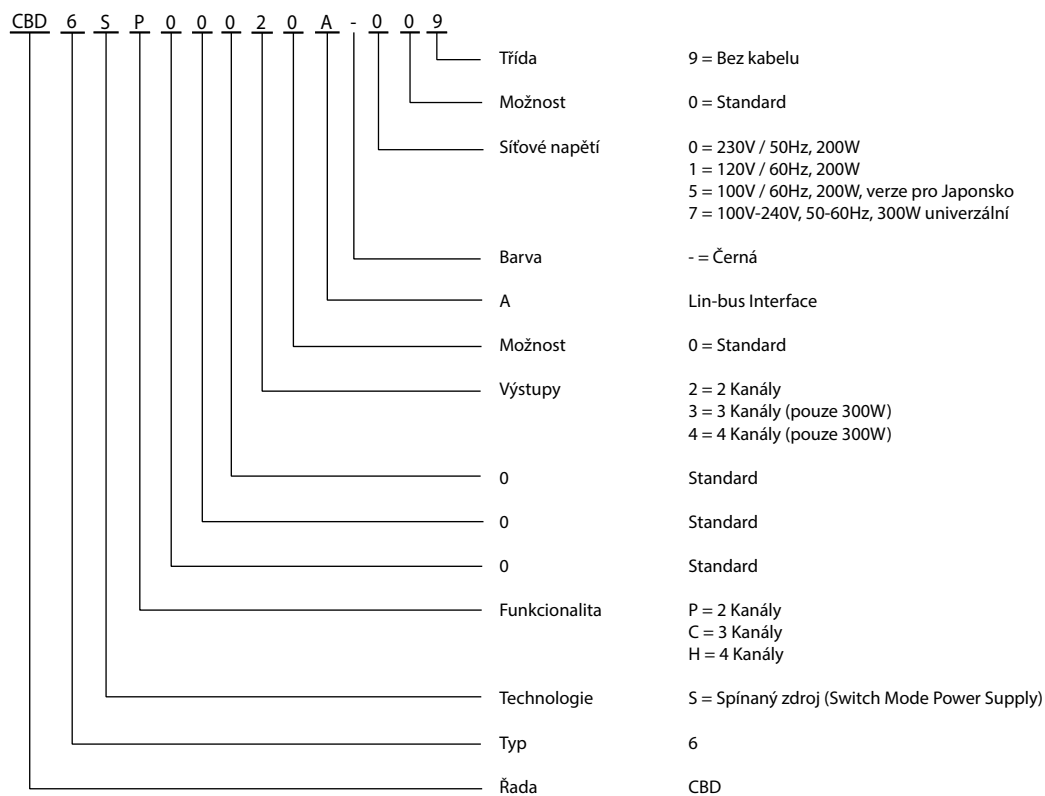 CBD 6 S P 0 0 0 2 0 A - 0 0 9
Třída 9 = Bez kabelu
Možnost 0 = Standard
Síťové napětí 0 = 230V / 50Hz, 200W
1 = 120V / 60Hz, 200W
5 = 100V / 60Hz, 200W, verze pro Japonsko
7 = 100V-240V, 50-60Hz, 300W univerzální
Barva - = Černá
A Lin-bus Interface
Možnost 0 = Standard
Výstupy 2 = 2 Kanály
3 = 3 Kanály (pouze 300W)
4 = 4 Kanály (pouze 300W)
0 Standard
0 Standard
0 Standard
Funkcionalita P = 2 Kanály
C = 3 Kanály
H = 4 Kanály
Technologie S = Spínaný zdroj (Switch Mode Power Supply)
Typ 6
Řada CBD